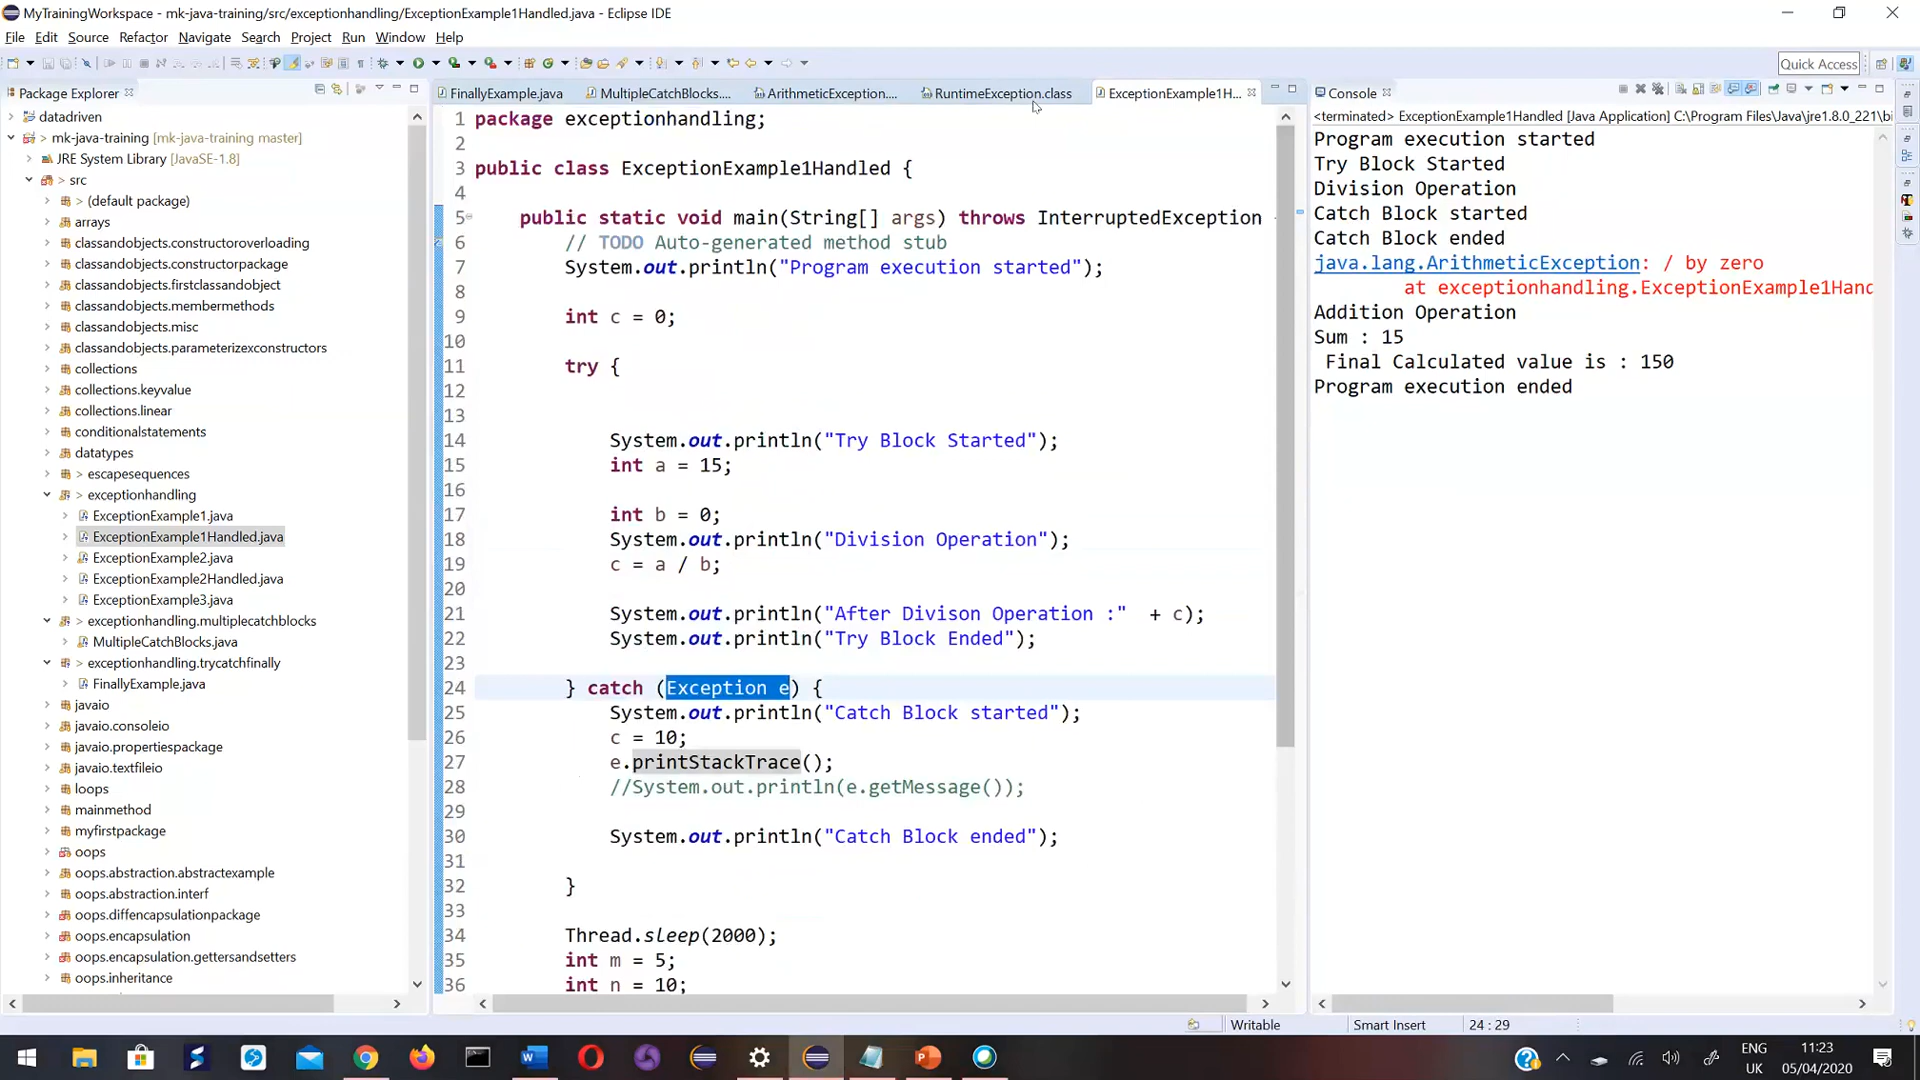 MyTrainingWorkspace - mk-java-training/src/exceptionhandling/ExceptionExample1Handled.java - Eclipse IDE
File Edit Source Refactor Navigate Search Project Run Window Help
Quick Access
Package Explorer
datadriven
mk-java-training [mk-java-training master]
JRE System Library [JavaSE-1.8]
> src
> (default package)
arrays
classandobjects.constructoroverloading
classandobjects.constructorpackage
classandobjects.firstclassandobject
classandobjects.membermethods
classandobjects.misc
classandobjects.parameterizexconstructors
collections
collections.keyvalue
collections.linear
conditionalstatements
datatypes
> escapesequences
> exceptionhandling
ExceptionExample1.java
ExceptionExample1Handled.java
ExceptionExample2.java
ExceptionExample2Handled.java
ExceptionExample3.java
> exceptionhandling.multiplecatchblocks
MultipleCatchBlocks.java
> exceptionhandling.trycatchfinally
FinallyExample.java
javaio
javaio.consoleio
javaio.propertiespackage
javaio.textfileio
loops
mainmethod
myfirstpackage
oops
oops.abstraction.abstractexample
oops.abstraction.interf
oops.diffencapsulationpackage
oops.encapsulation
oops.encapsulation.gettersandsetters
oops.inheritance
FinallyExample.java MultipleCatchBlocks.... ArithmeticException.... RuntimeException.class ExceptionExample1H...
1 package exceptionhandling;
2
3 public class ExceptionExample1Handled {
4
5 public static void main(String[] args) throws InterruptedException
6 // TODO Auto-generated method stub
7 System.out.println("Program execution started");
8
9 int c = 0;
10
11 try {
12
13
14 System.out.println("Try Block Started");
15 int a = 15;
16
17 int b = 0;
18 System.out.println("Division Operation");
19 c = a / b;
20
21 System.out.println("After Divison Operation :" + c);
22 System.out.println("Try Block Ended");
23
24 } catch (Exception e) {
25 System.out.println("Catch Block started");
26 c = 10;
27 e.printStackTrace();
28 //System.out.println(e.getMessage());
29
30 System.out.println("Catch Block ended");
31
32 }
33
34 Thread.sleep(2000);
35 int m = 5;
36 int n = 10;
Console
<terminated> ExceptionExample1Handled [Java Application] C:\Program Files\Java\jre1.8.0_221\bi
Program execution started
Try Block Started
Division Operation
Catch Block started
Catch Block ended
java.lang.ArithmeticException: / by zero
at exceptionhandling.ExceptionExample1Hand
Addition Operation
Sum : 15
Final Calculated value is : 150
Program execution ended
Writable Smart Insert 24 : 29
ENG
UK
11:23
05/04/2020